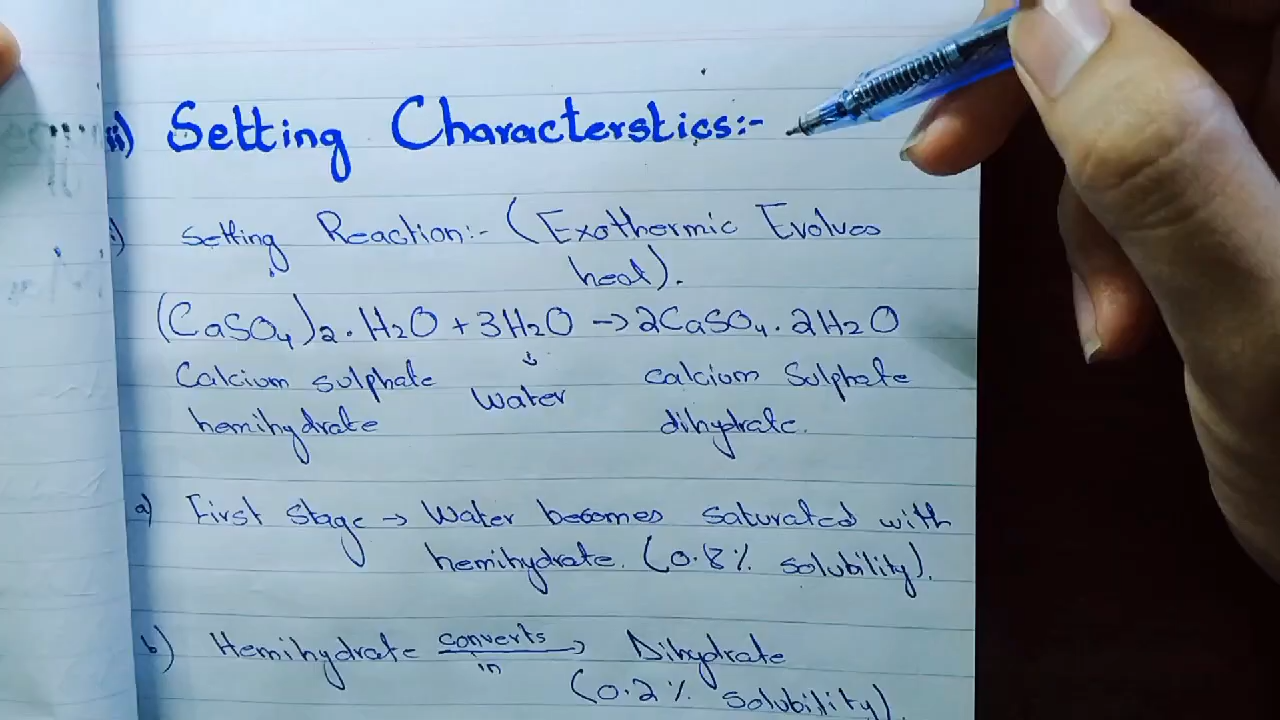 ii) Setting Characterstics:-
i) Setting Reaction:- (Exothermic Evolves
heat).
(CaSO4)2 . H2O + 3H2O → 2CaSO4 . 2H2O
Calcium sulphate water calcium Sulphate
hemihydrate dihydrate.
a) First Stage → Water becomes saturated with
hemihydrate. (0.8% solubility).
b) Hemihydrate converts in → Dihydrate
(0.2% solubility).